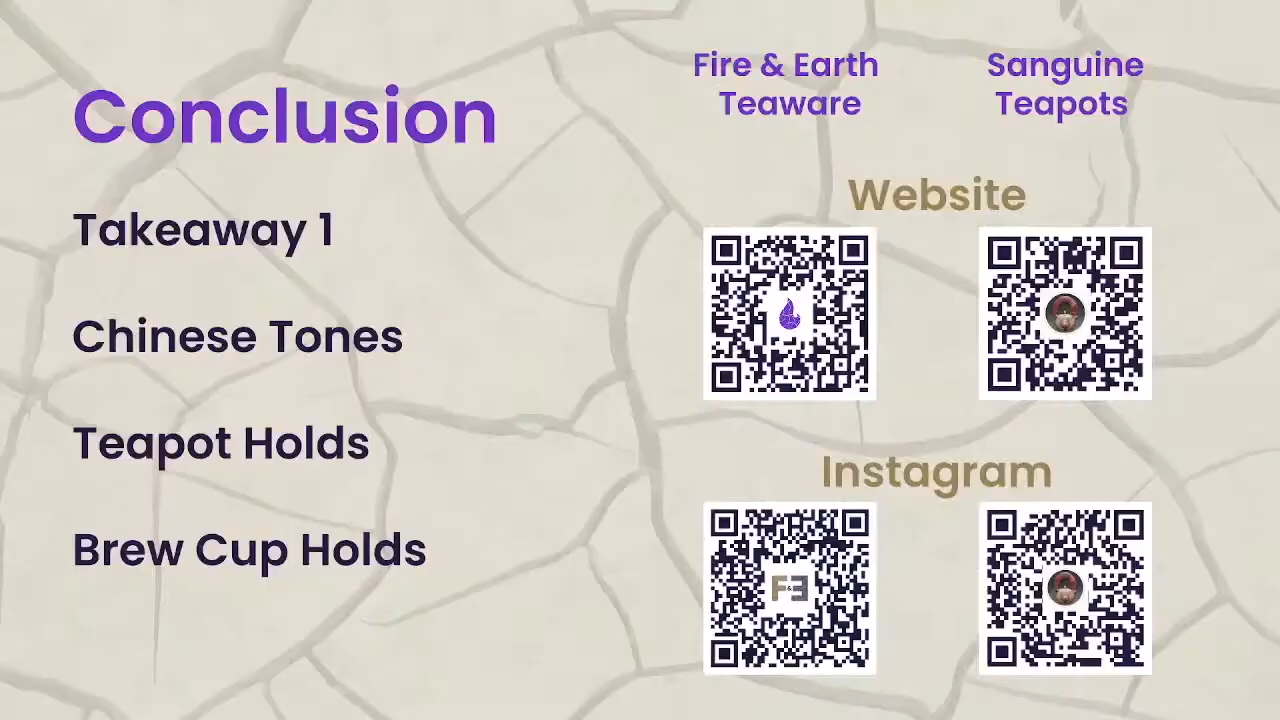 Conclusion
Takeaway 1
Chinese Tones
Teapot Holds
Brew Cup Holds
Fire & Earth
Teaware
Sanguine
Teapots
Website
Instagram
F&E